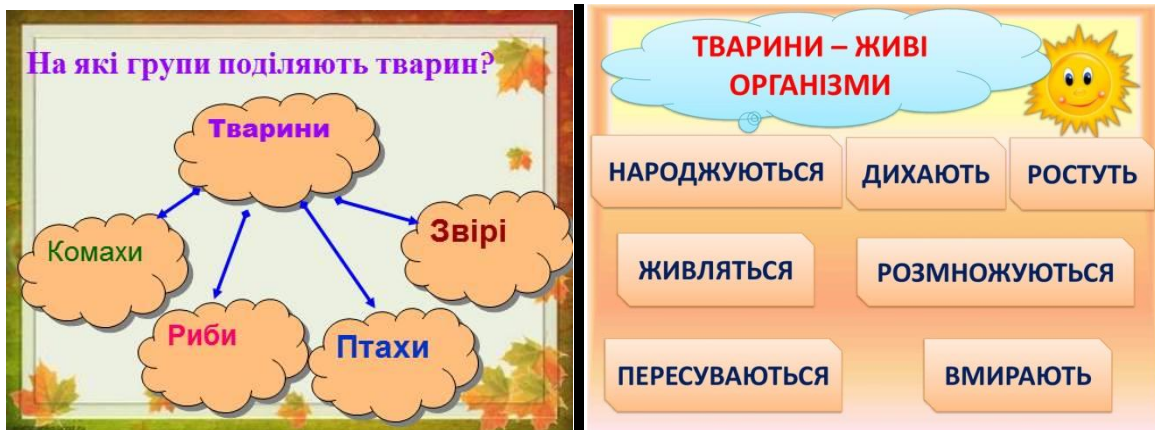 На які групи поділяють тварин?
Тварини
Комахи
Звірі
Риби
Птахи
ТВАРИНИ – ЖИВІ
ОРГАНІЗМИ
НАРОДЖУЮТЬСЯ
ДИХАЮТЬ
РОСТУТЬ
ЖИВЛЯТЬСЯ
РОЗМНОЖУЮТЬСЯ
ПЕРЕСУВАЮТЬСЯ
ВМИРАЮТЬ